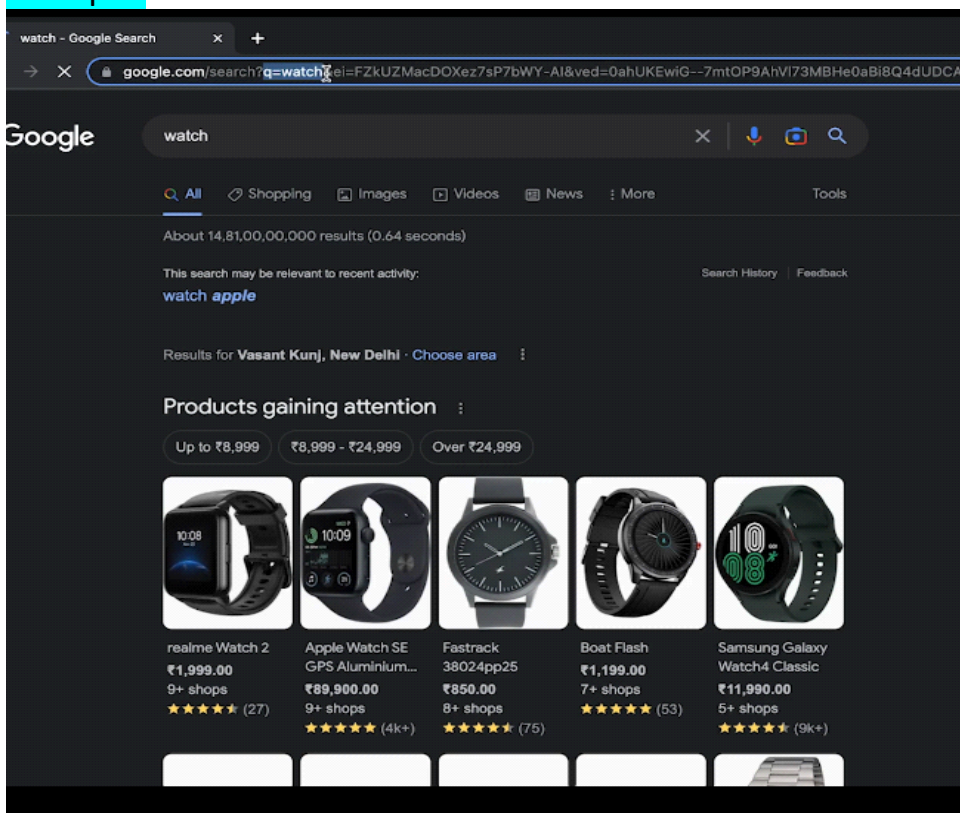 watch - Google Search
google.com/search?q=watch&ei=FZkUZMacDOXez7sP7bWY-AI&ved=0ahUKEwiG--7mtOP9AhVl73MBHe0aBi8Q4dUDCA
Google
watch
All Shopping Images Videos News More Tools
About 14,81,00,00,000 results (0.64 seconds)
This search may be relevant to recent activity: Search History Feedback
watch apple
Results for Vasant Kunj, New Delhi · Choose area
Products gaining attention
Up to ₹8,999 ₹8,999 - ₹24,999 Over ₹24,999
10:08
10:09
10
08
realme Watch 2
₹1,999.00
9+ shops
(27)
Apple Watch SE
GPS Aluminium...
₹89,900.00
9+ shops
(4k+)
Fastrack
38024pp25
₹850.00
8+ shops
(75)
Boat Flash
₹1,199.00
7+ shops
(53)
Samsung Galaxy
Watch4 Classic
₹11,990.00
5+ shops
(9k+)